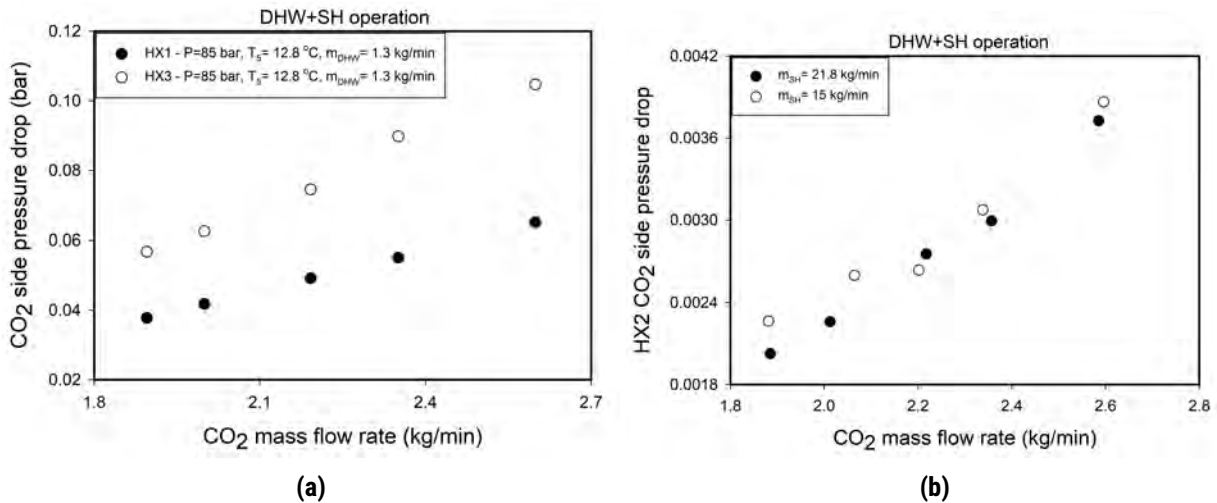 DHW+SH operation
0.12
HX1 - P=85 bar, T₅= 12.8 °C, m_DHW= 1.3 kg/min
HX3 - P=85 bar, T₅= 12.8 °C, m_DHW= 1.3 kg/min
0.10
0.08
0.06
0.04
0.02
CO₂ side pressure drop (bar)
1.8 2.1 2.4 2.7
CO₂ mass flow rate (kg/min)
(a)
DHW+SH operation
0.0042
m_SH= 21.8 kg/min
m_SH= 15 kg/min
0.0036
0.0030
0.0024
0.0018
HX2 CO₂ side pressure drop
1.8 2.0 2.2 2.4 2.6 2.8
CO₂ mass flow rate (kg/min)
(b)